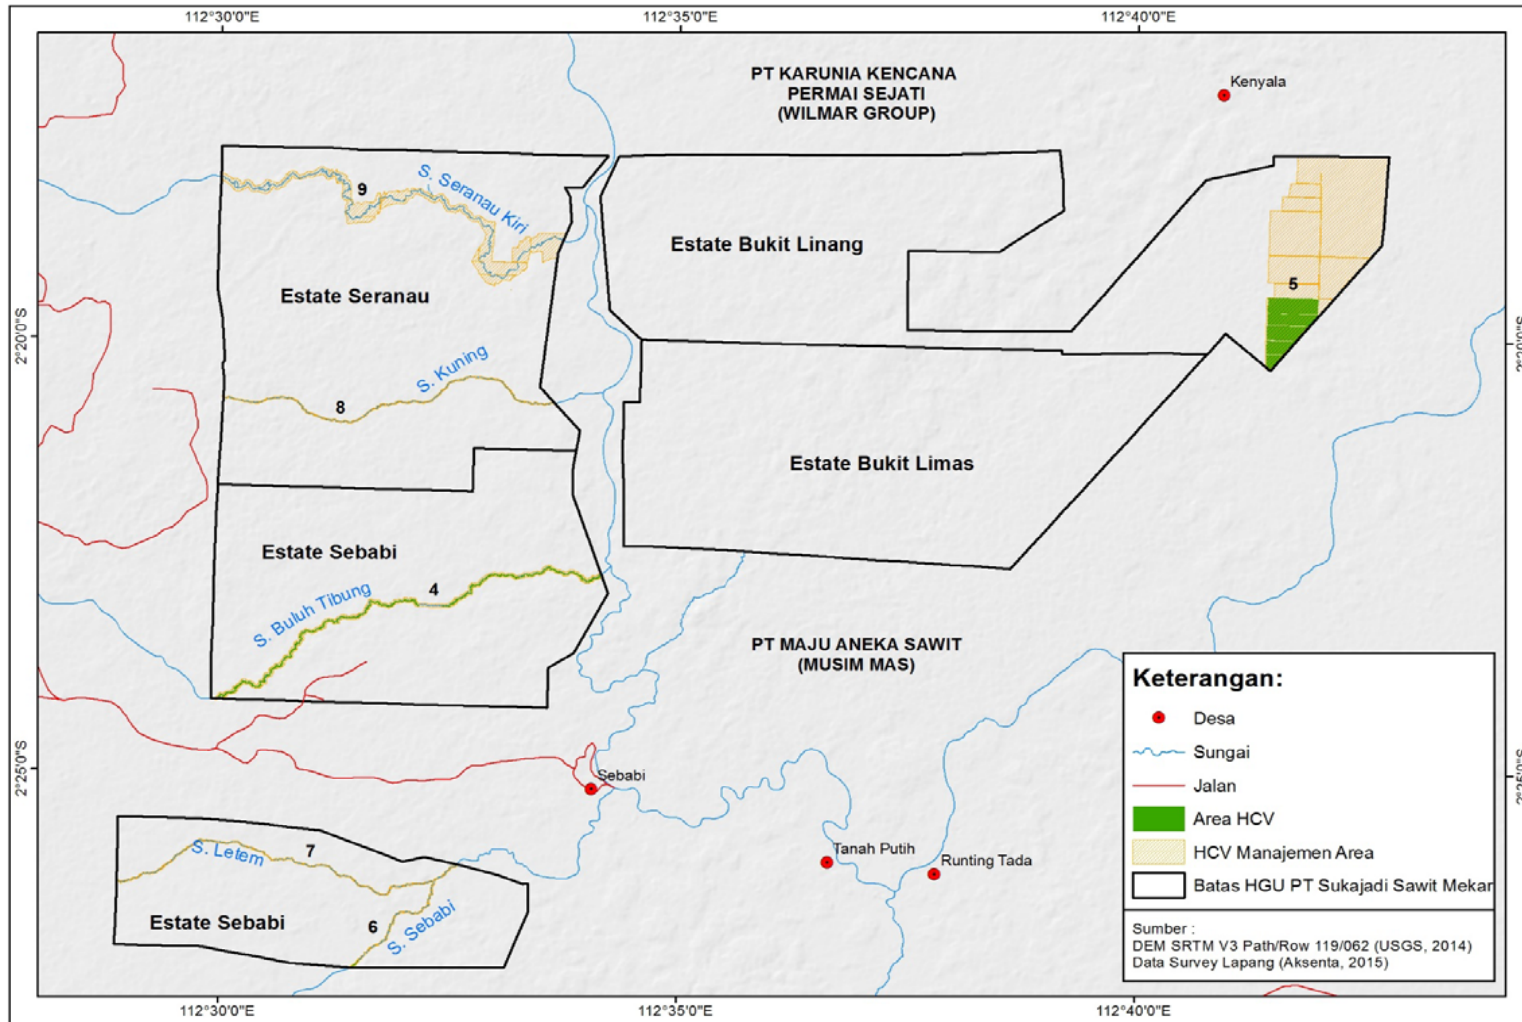 112°30'0"E
112°35'0"E
112°40'0"E
PT KARUNIA KENCANA
PERMAI SEJATI
(WILMAR GROUP)
Kenyala
9
S. Seranau Kiri
Estate Bukit Linang
Estate Seranau
5
2°20'0"S
S. Kuning
8
Estate Bukit Limas
Estate Sebabi
4
S. Buluh Tibung
PT MAJU ANEKA SAWIT
(MUSIM MAS)
2°25'0"S
Sebabi
7
S. Letem
Tanah Putih
Runting Tada
Estate Sebabi
6
S. Sebabi
Keterangan:
Desa
Sungai
Jalan
Area HCV
HCV Manajemen Area
Batas HGU PT Sukajadi Sawit Mekar
Sumber :
DEM SRTM V3 Path/Row 119/062 (USGS, 2014)
Data Survey Lapang (Aksenta, 2015)
112°30'0"E
112°35'0"E
112°40'0"E